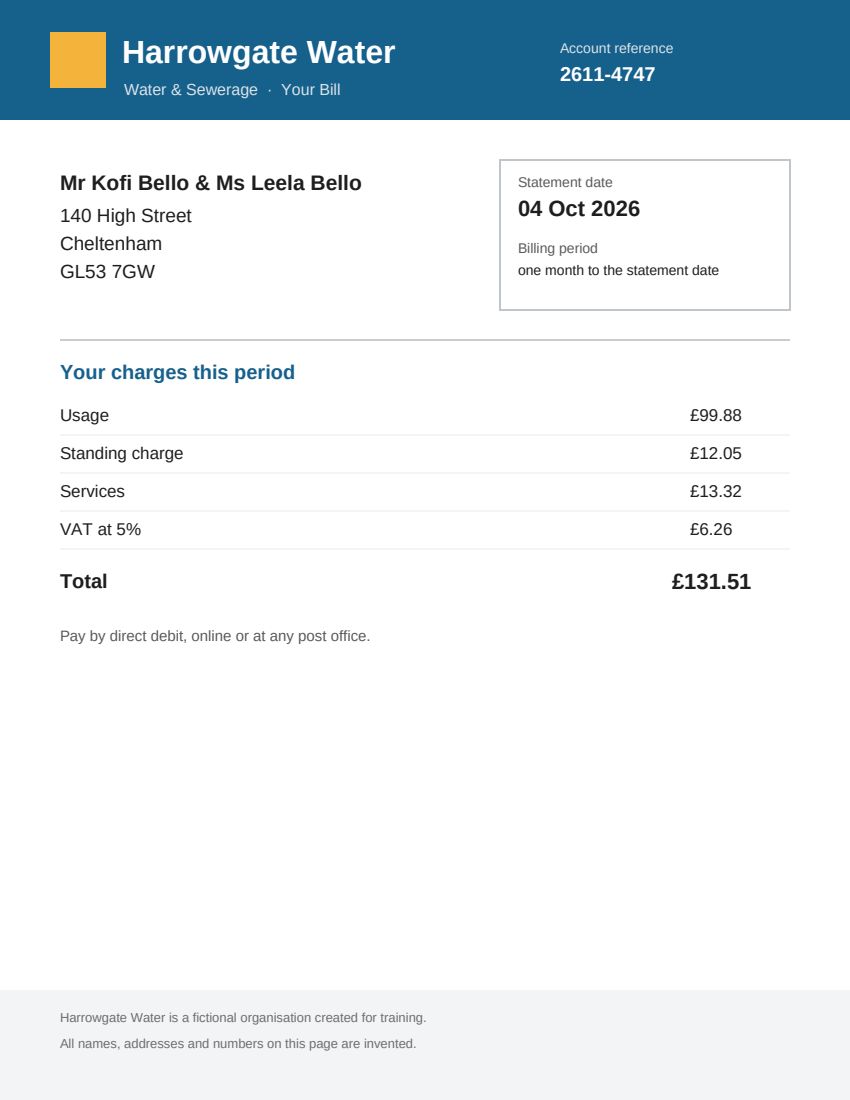 Harrowgate Water
Water & Sewerage · Your Bill
Account reference
2611-4747
Mr Kofi Bello & Ms Leela Bello
140 High Street
Cheltenham
GL53 7GW
Statement date
04 Oct 2026
Billing period
one month to the statement date
Your charges this period
Usage £99.88
Standing charge £12.05
Services £13.32
VAT at 5% £6.26
Total £131.51
Pay by direct debit, online or at any post office.
Harrowgate Water is a fictional organisation created for training.
All names, addresses and numbers on this page are invented.